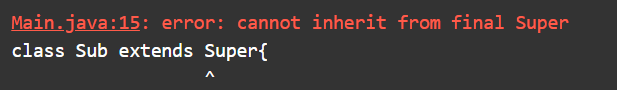 Main.java:15: error: cannot inherit from final Super
class Sub extends Super{
^